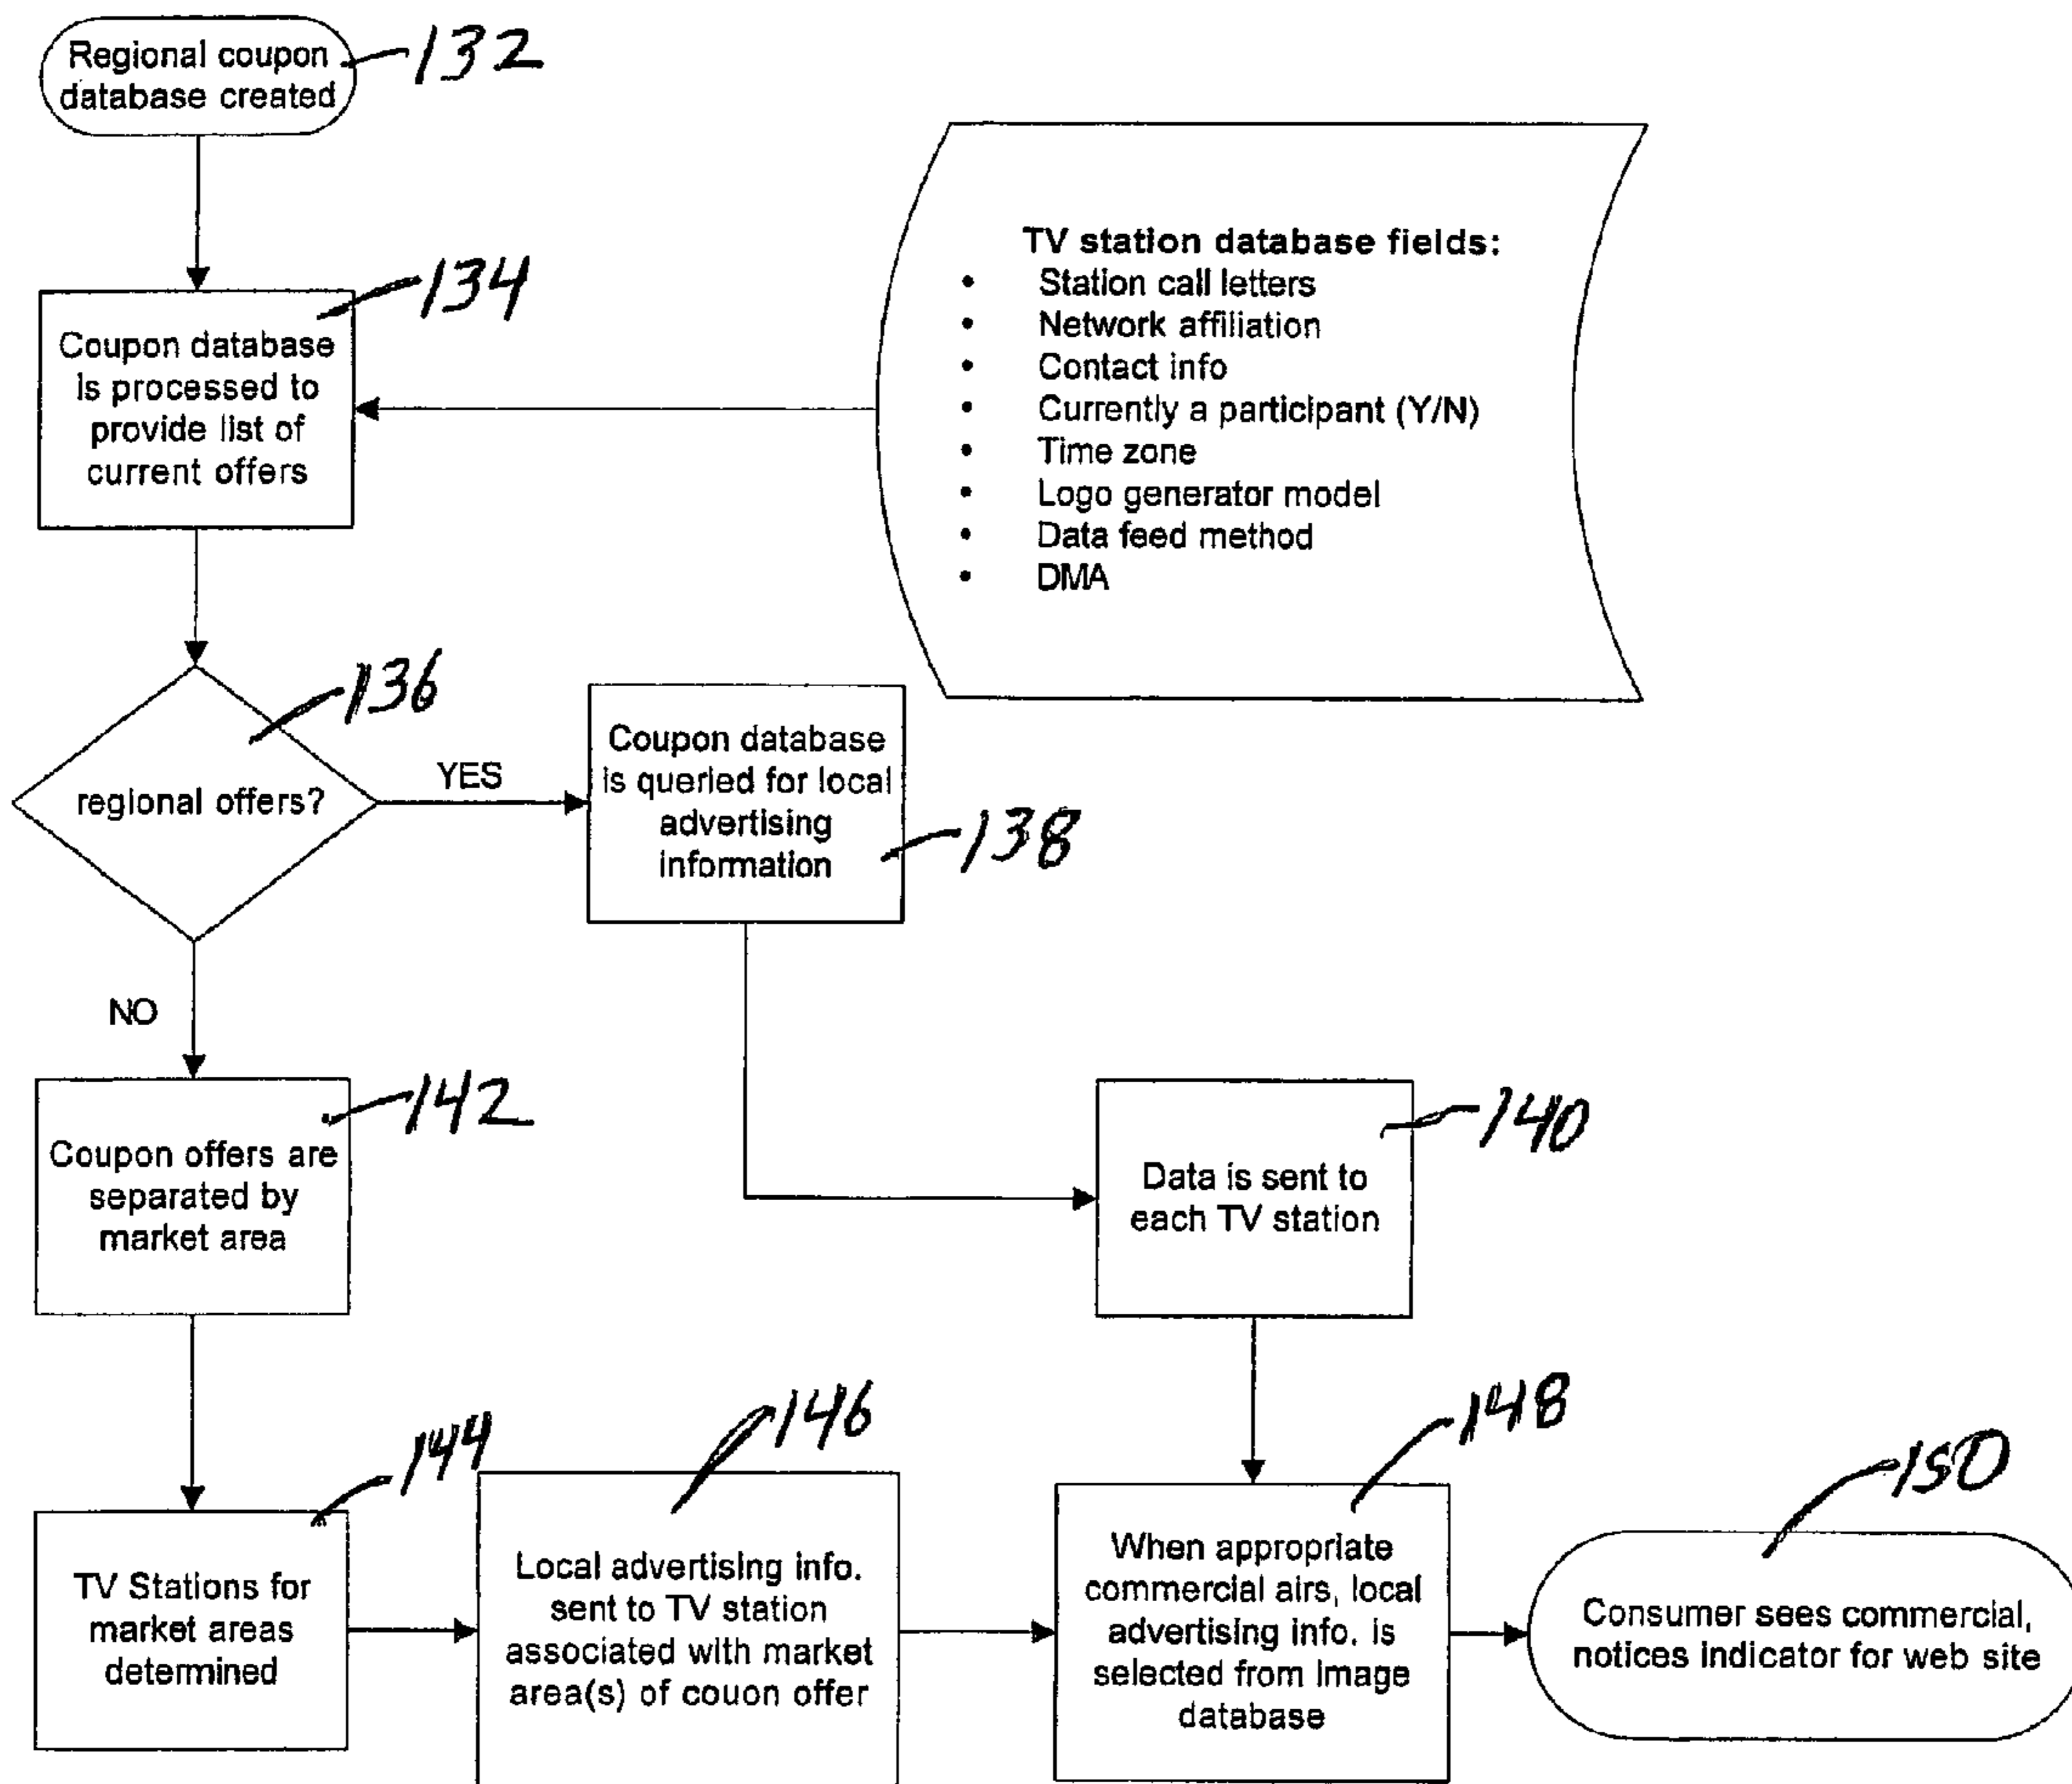 Regional coupon
database created
132
Coupon database
is processed to
provide list of
current offers
134
TV station database fields:
• Station call letters
• Network affiliation
• Contact info
• Currently a participant (Y/N)
• Time zone
• Logo generator model
• Data feed method
• DMA
regional offers?
136
YES
NO
Coupon database
is queried for local
advertising
information
138
Data is sent to
each TV station
140
Coupon offers are
separated by
market area
142
TV Stations for
market areas
determined
144
Local advertising info.
sent to TV station
associated with market
area(s) of couon offer
146
When appropriate
commercial airs, local
advertising info. is
selected from image
database
148
Consumer sees commercial,
notices indicator for web site
150